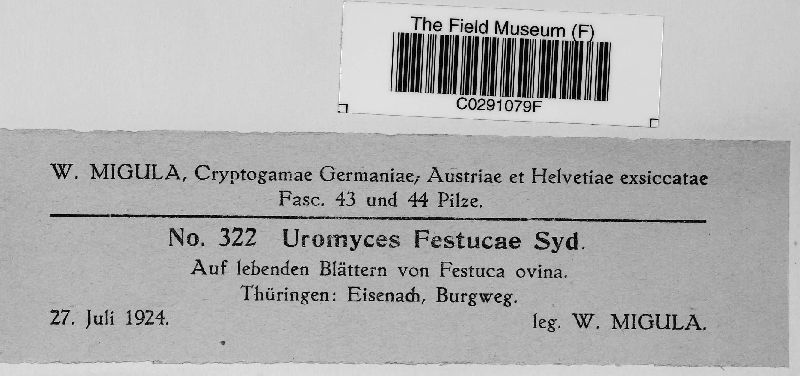 The Field Museum (F)
C0291079F
W. MIGULA, Cryptogamae Germaniae, Austriae et Helvetiae exsiccatae
Fasc. 43 und 44 Pilze.
No. 322 Uromyces Festucae Syd.
Auf lebenden Blättern von Festuca ovina.
Thüringen: Eisenach, Burgweg.
27. Juli 1924. leg. W. MIGULA.